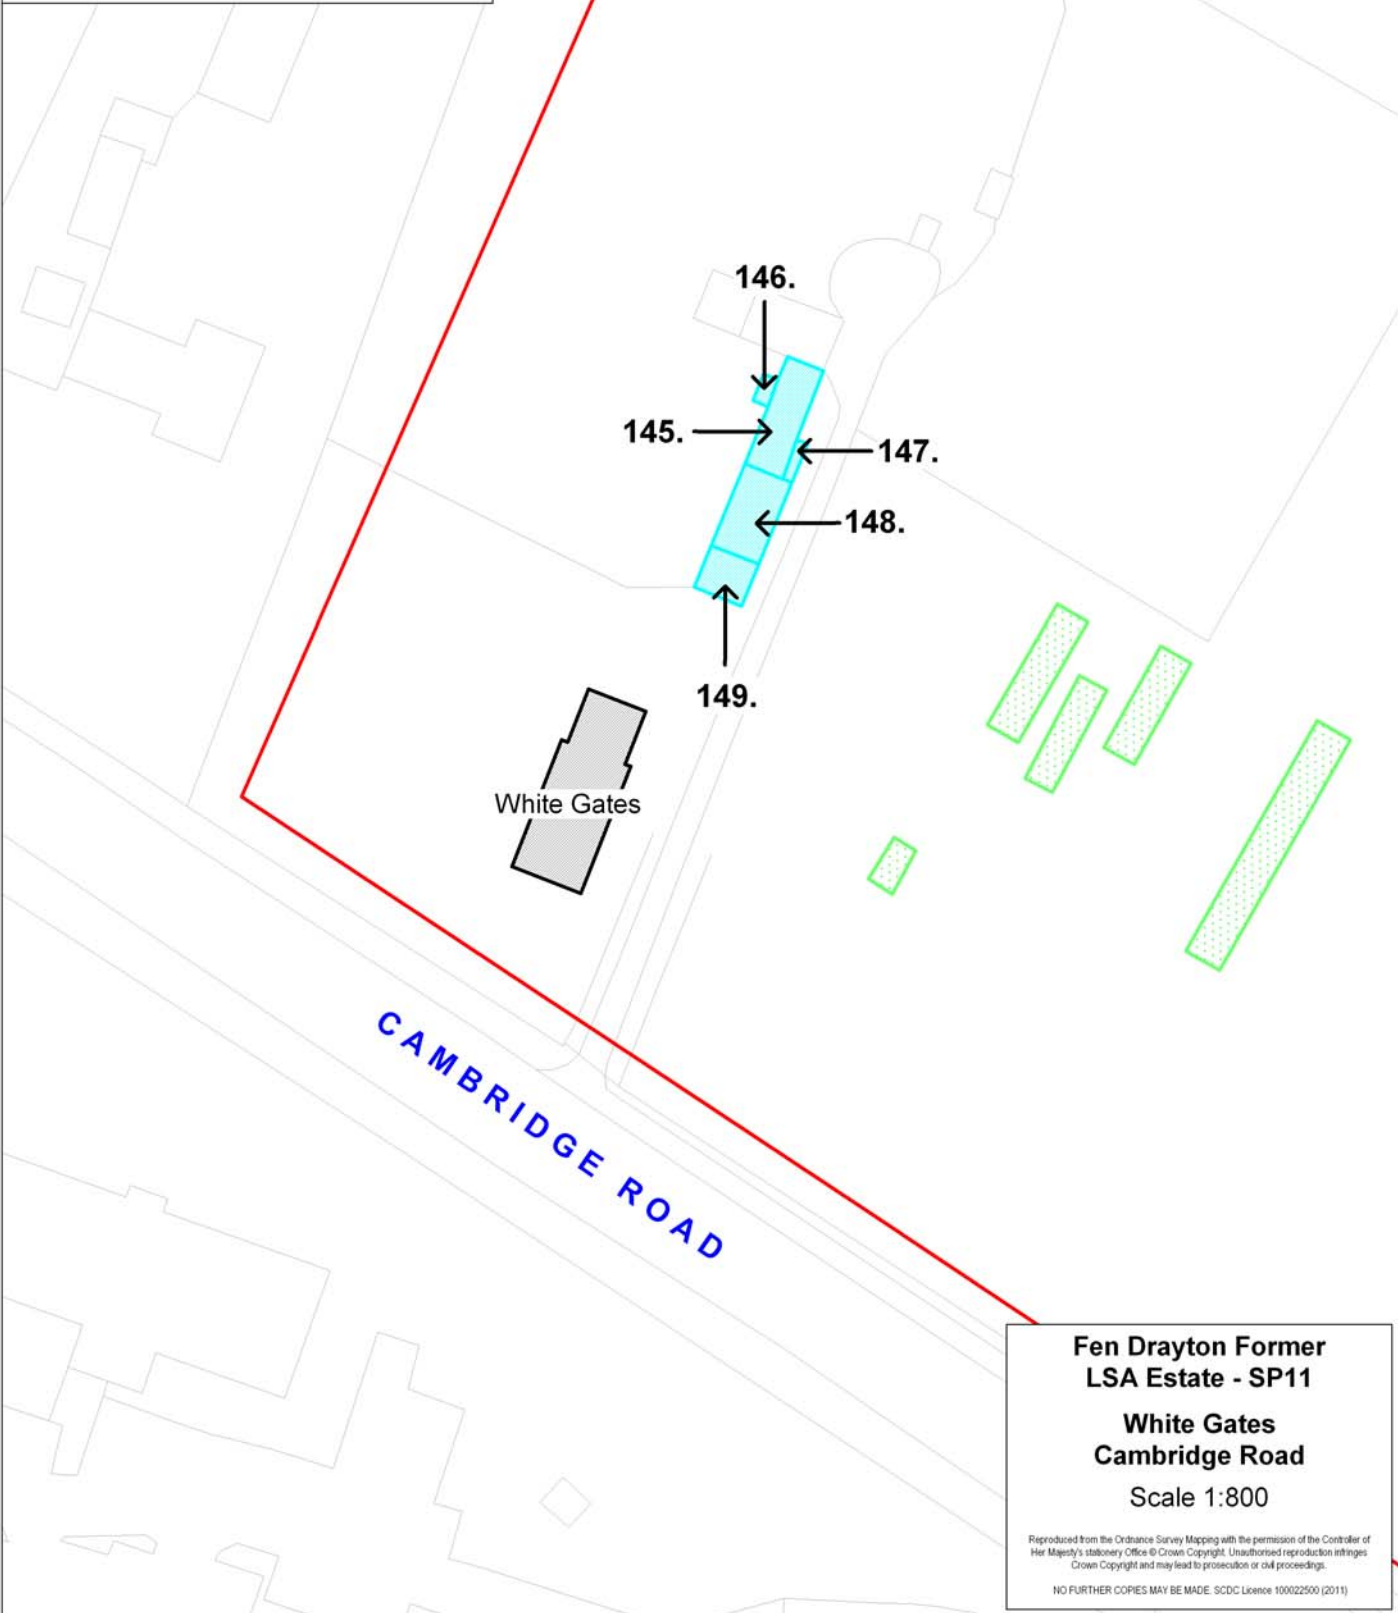 146.
145.
147.
148.
149.
White Gates
CAMBRIDGE ROAD
Fen Drayton Former
LSA Estate - SP11
White Gates
Cambridge Road
Scale 1:800
Reproduced from the Ordnance Survey Mapping with the permission of the Controller of
Her Majesty's stationery Office © Crown Copyright. Unauthorised reproduction infringes
Crown Copyright and may lead to prosecution or civil proceedings.
NO FURTHER COPIES MAY BE MADE. SCDC Licence 100022500 (2011)